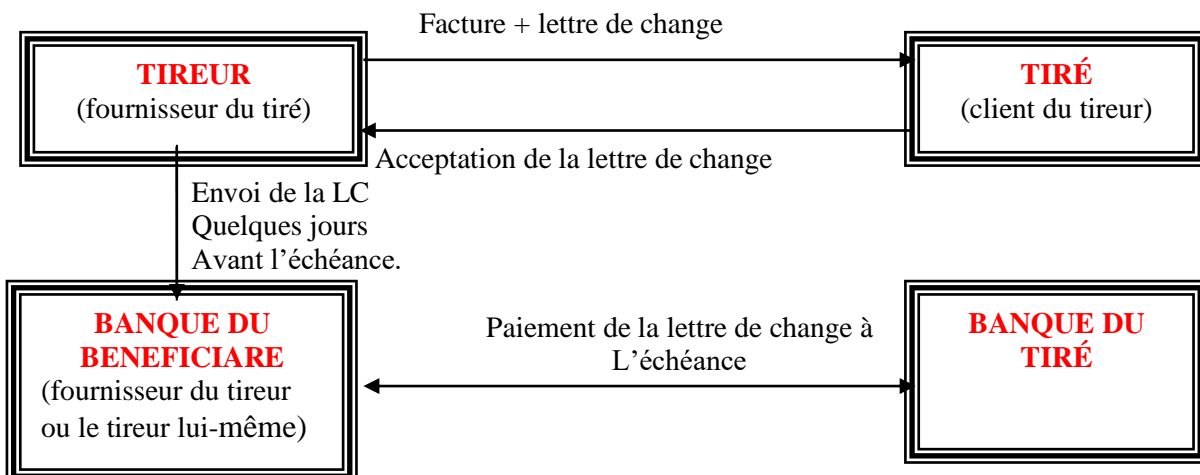 Facture + lettre de change
TIREUR
(fournisseur du tiré)
TIRÉ
(client du tireur)
Acceptation de la lettre de change
Envoi de la LC
Quelques jours
Avant l’échéance.
BANQUE DU
BENEFICIARE
(fournisseur du tireur
ou le tireur lui-même)
Paiement de la lettre de change à
L’échéance
BANQUE DU
TIRÉ